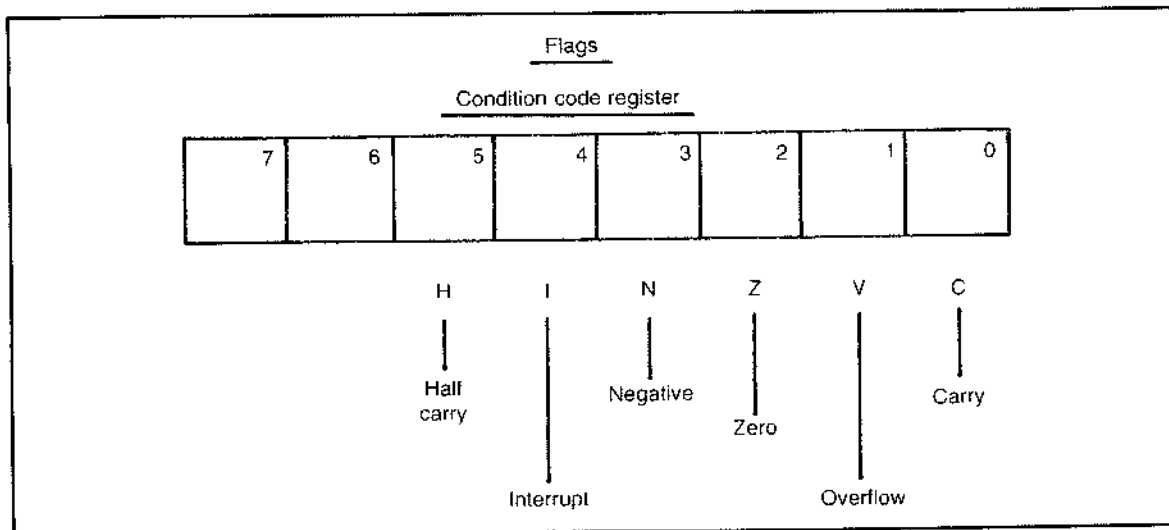 Flags
Condition code register
7 6 5 4 3 2 1 0
H I N Z V C
Half
carry
Negative
Carry
Zero
Interrupt
Overflow